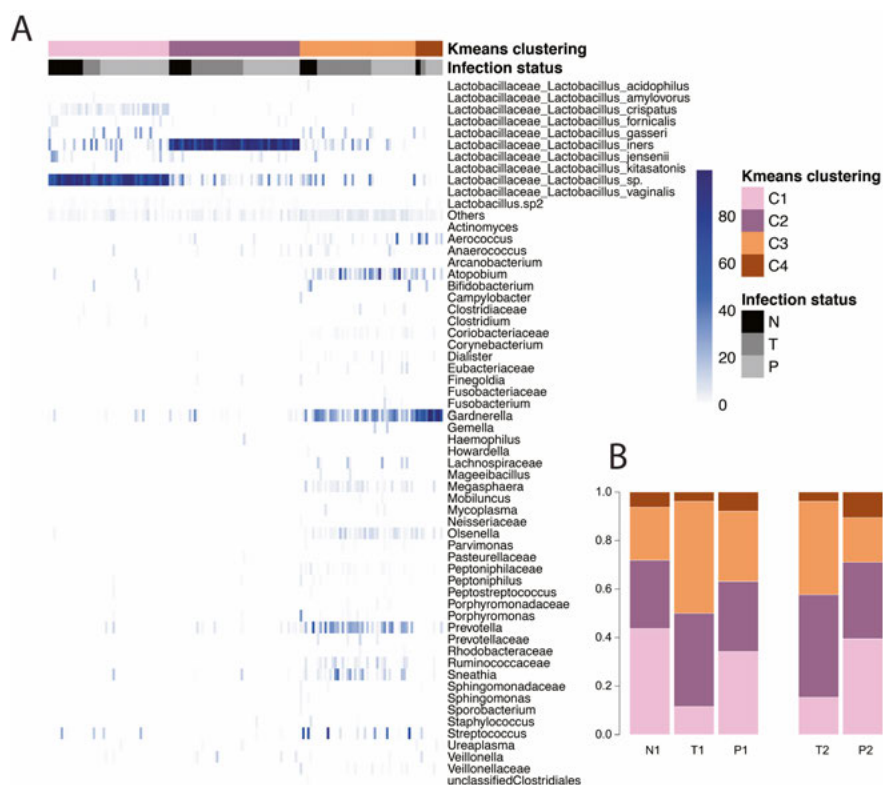 A
Kmeans clustering
Infection status
Lactobacillaceae_Lactobacillus_acidophilus
Lactobacillaceae_Lactobacillus_amylovorus
Lactobacillaceae_Lactobacillus_crispatus
Lactobacillaceae_Lactobacillus_fornicalis
Lactobacillaceae_Lactobacillus_gasseri
Lactobacillaceae_Lactobacillus_iners
Lactobacillaceae_Lactobacillus_jensenii
Lactobacillaceae_Lactobacillus_kitasatonis
Lactobacillaceae_Lactobacillus_sp.
Lactobacillaceae_Lactobacillus_vaginalis
Lactobacillus.sp2
Others
Actinomyces
Aerococcus
Anaerococcus
Arcanobacterium
Atopobium
Bifidobacterium
Campylobacter
Clostridiaceae
Clostridium
Coriobacteriaceae
Corynebacterium
Dialister
Eubacteriaceae
Finegoldia
Fusobacteriaceae
Fusobacterium
Gardnerella
Gemella
Haemophilus
Howardella
Lachnospiraceae
Mageeibacillus
Megasphaera
Mobiluncus
Mycoplasma
Neisseriaceae
Olsenella
Parvimonas
Pasteurellaceae
Peptoniphilaceae
Peptoniphilus
Peptostreptococcus
Porphyromonadaceae
Porphyromonas
Prevotella
Prevotellaceae
Rhodobacteraceae
Ruminococcaceae
Sneathia
Sphingomonadaceae
Sphingomonas
Sporobacterium
Staphylococcus
Streptococcus
Ureaplasma
Veillonella
Veillonellaceae
unclassifiedClostridiales
80
60
40
20
0
Kmeans clustering
C1
C2
C3
C4
Infection status
N
T
P
B
1.0
0.8
0.6
0.4
0.2
0.0
N1 T1 P1 T2 P2